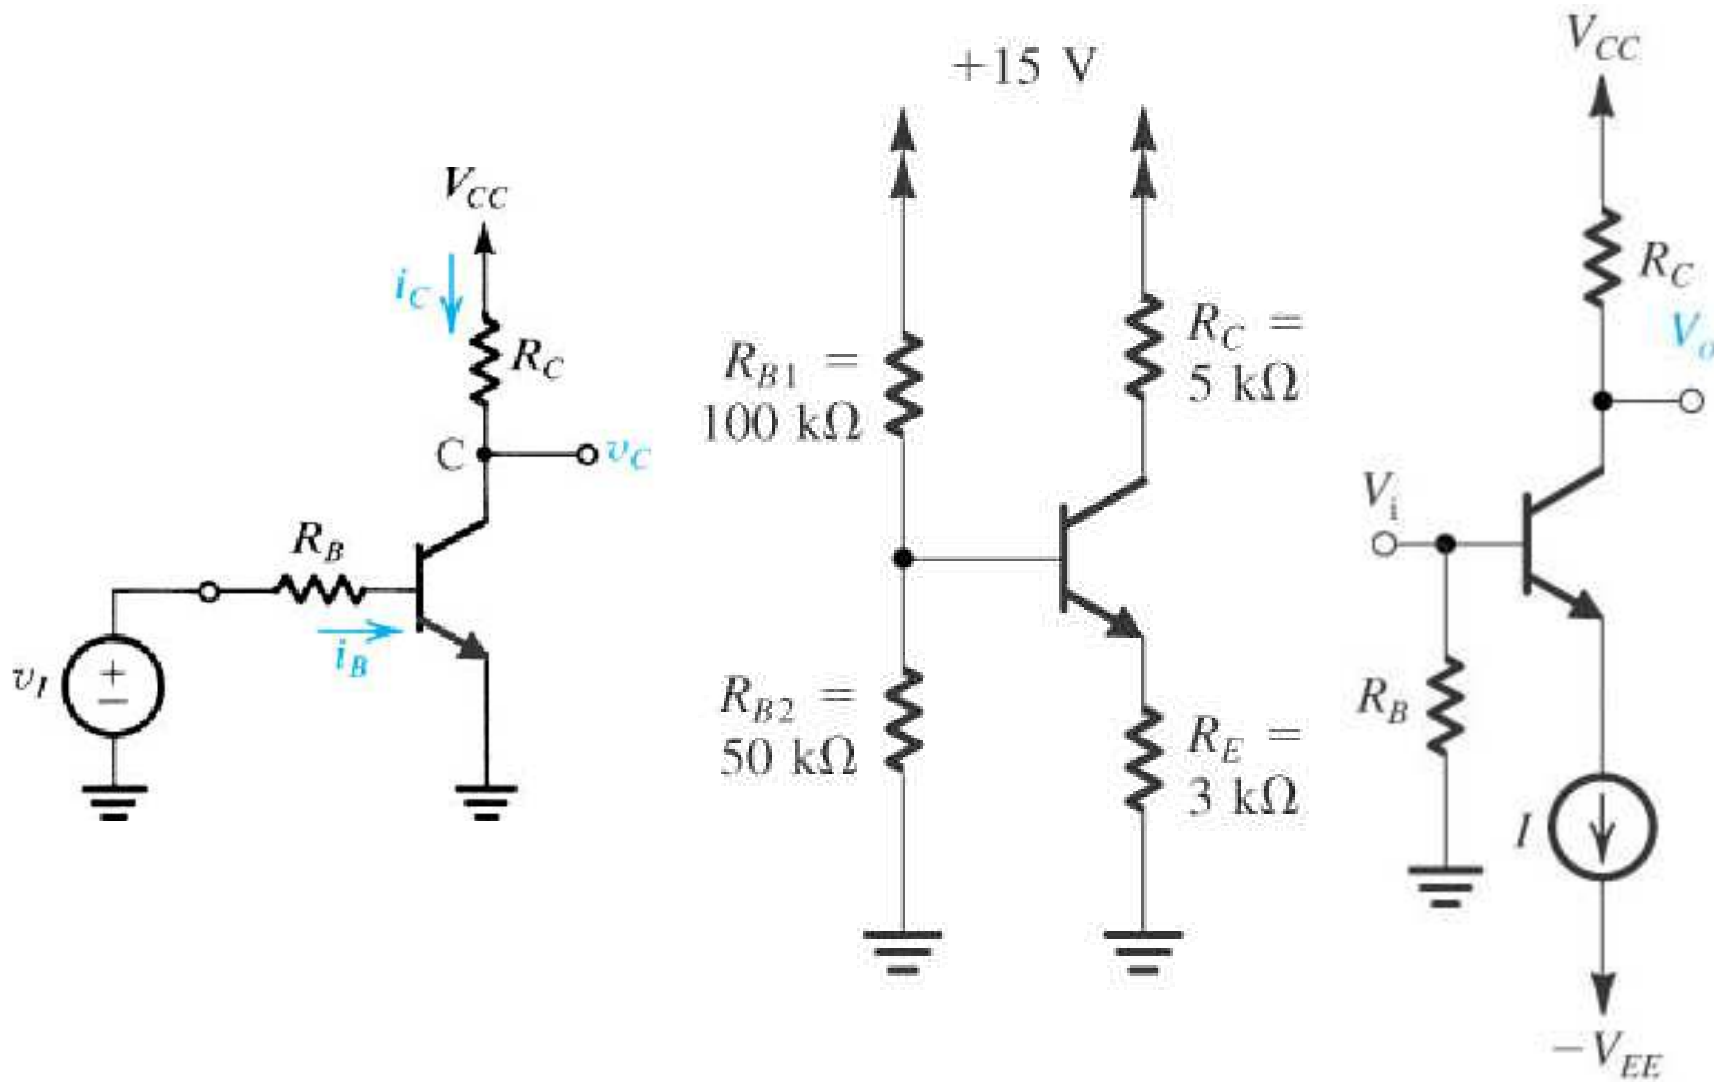 V_CC
i_C
R_C
C
v_C
R_B
i_B
v_I
+
−
+15 V
R_B1 =
100 kΩ
R_C =
5 kΩ
R_B2 =
50 kΩ
R_E =
3 kΩ
V_CC
R_C
V_o
V_i
R_B
I
−V_EE